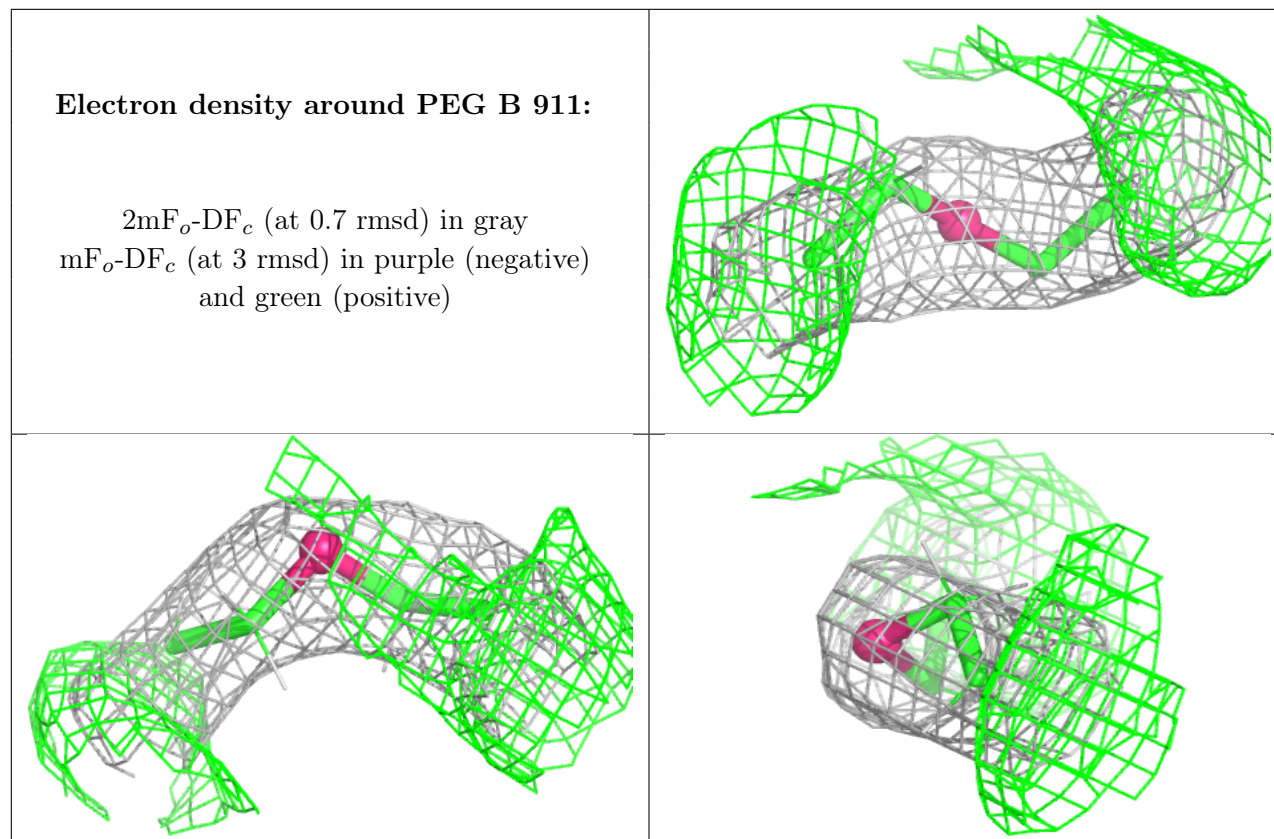 Electron density around PEG B 911:
2mFo-DFc (at 0.7 rmsd) in gray
mFo-DFc (at 3 rmsd) in purple (negative)
and green (positive)